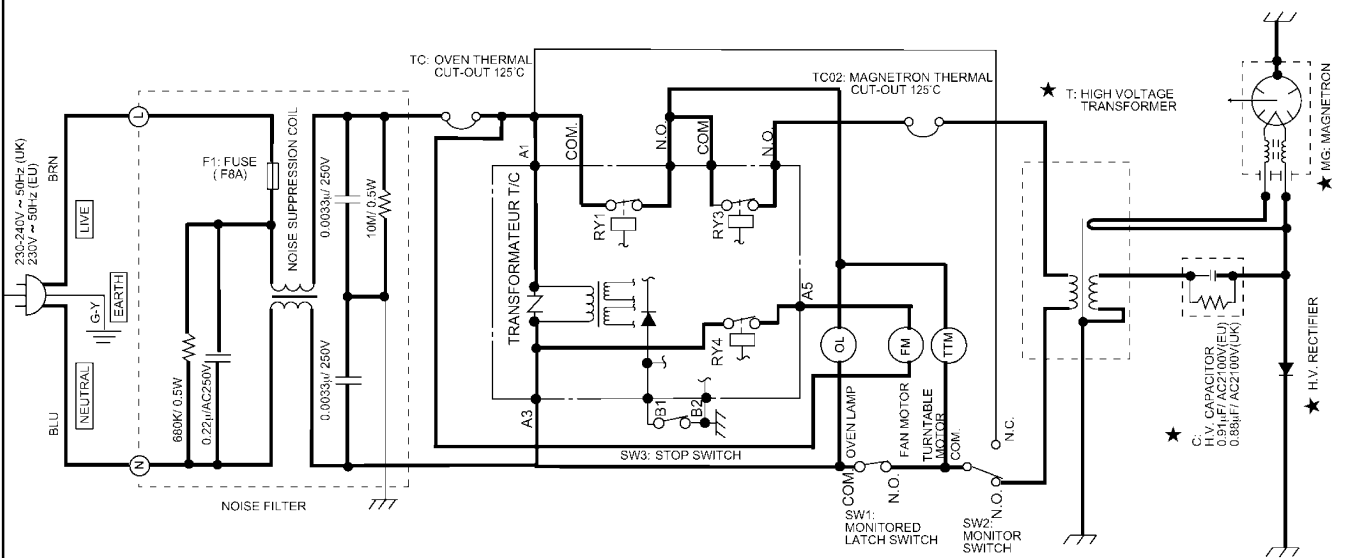 230-240V ~ 50Hz (UK)
230V ~ 50Hz (EU)
BRN
LIVE
G-Y
EARTH
BLU
NEUTRAL
L
N
F1: FUSE
( F8A)
680K/ 0.5W
0.22µ/AC250V
NOISE SUPPRESSION COIL
0.0033µ/ 250V
0.0033µ/ 250V
10M/ 0.5W
NOISE FILTER
TC: OVEN THERMAL
CUT-OUT 125°C
A1
COM.
N.O.
COM
N.O.
TRANSFORMATEUR T/C
RY1
RY3
RY4
A5
A3
B1
B2
SW3: STOP SWITCH
TC02: MAGNETRON THERMAL
CUT-OUT 125°C
OL
FM
TTM
OVEN LAMP
FAN MOTOR
TURNTABLE
MOTOR
COM.
N.C.
COM
N.O.
N.O.
SW1:
MONITORED
LATCH SWITCH
SW2:
MONITOR
SWITCH
★ T: HIGH VOLTAGE
TRANSFORMER
★ MG: MAGNETRON
★ C:
H.V. CAPACITOR
0.91µF/ AC2100V(EU)
0.88µF/ AC2100V(UK)
★ H.V. RECTIFIER